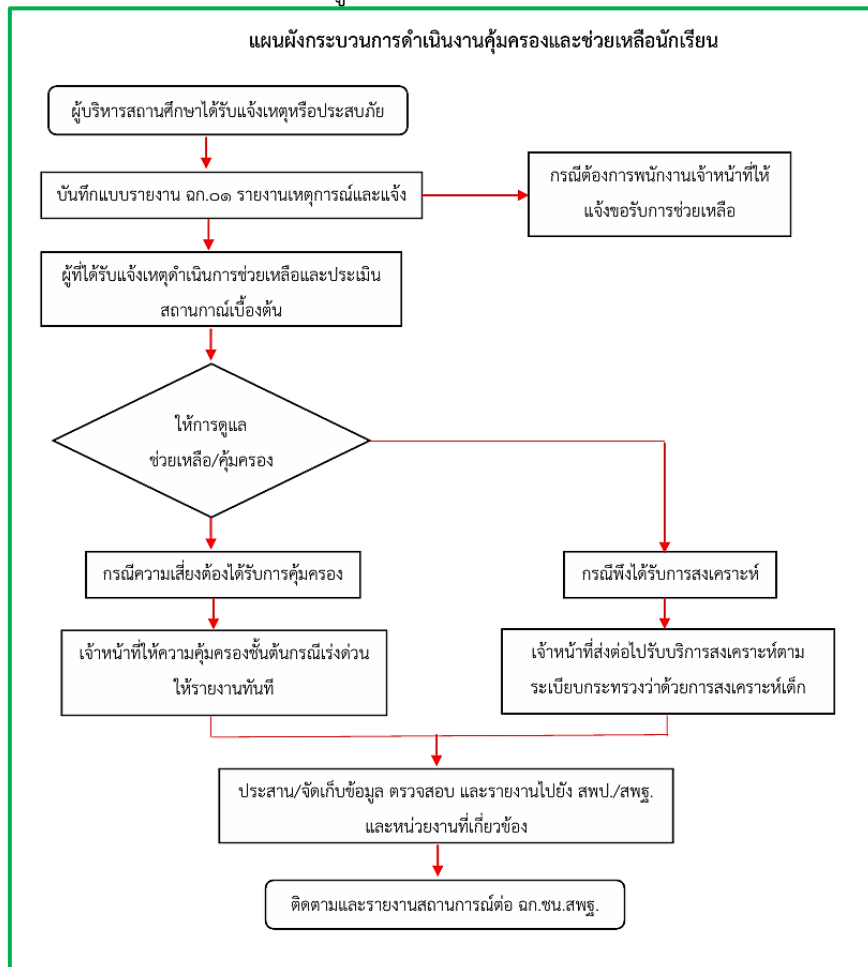 แผนผังกระบวนการดำเนินงานคุ้มครองและช่วยเหลือนักเรียน
ผู้บริหารสถานศึกษาได้รับแจ้งเหตุหรือประสบภัย
บันทึกแบบรายงาน ฉก.๐๑ รายงานเหตุการณ์และแจ้ง
กรณีต้องการพนักงานเจ้าหน้าที่ให้
แจ้งขอรับการช่วยเหลือ
ผู้ที่ได้รับแจ้งเหตุดำเนินการช่วยเหลือและประเมิน
สถานกาณ์เบื้องต้น
ให้การดูแล
ช่วยเหลือ/คุ้มครอง
กรณีความเสี่ยงต้องได้รับการคุ้มครอง
กรณีพึงได้รับการสงเคราะห์
เจ้าหน้าที่ให้ความคุ้มครองชั้นต้นกรณีเร่งด่วน
ให้รายงานทันที
เจ้าหน้าที่ส่งต่อไปรับบริการสงเคราะห์ตาม
ระเบียบกระทรวงว่าด้วยการสงเคราะห์เด็ก
ประสาน/จัดเก็บข้อมูล ตรวจสอบ และรายงานไปยัง สพป./สพฐ.
และหน่วยงานที่เกี่ยวข้อง
ติดตามและรายงานสถานการณ์ต่อ ฉก.ชน.สพฐ.